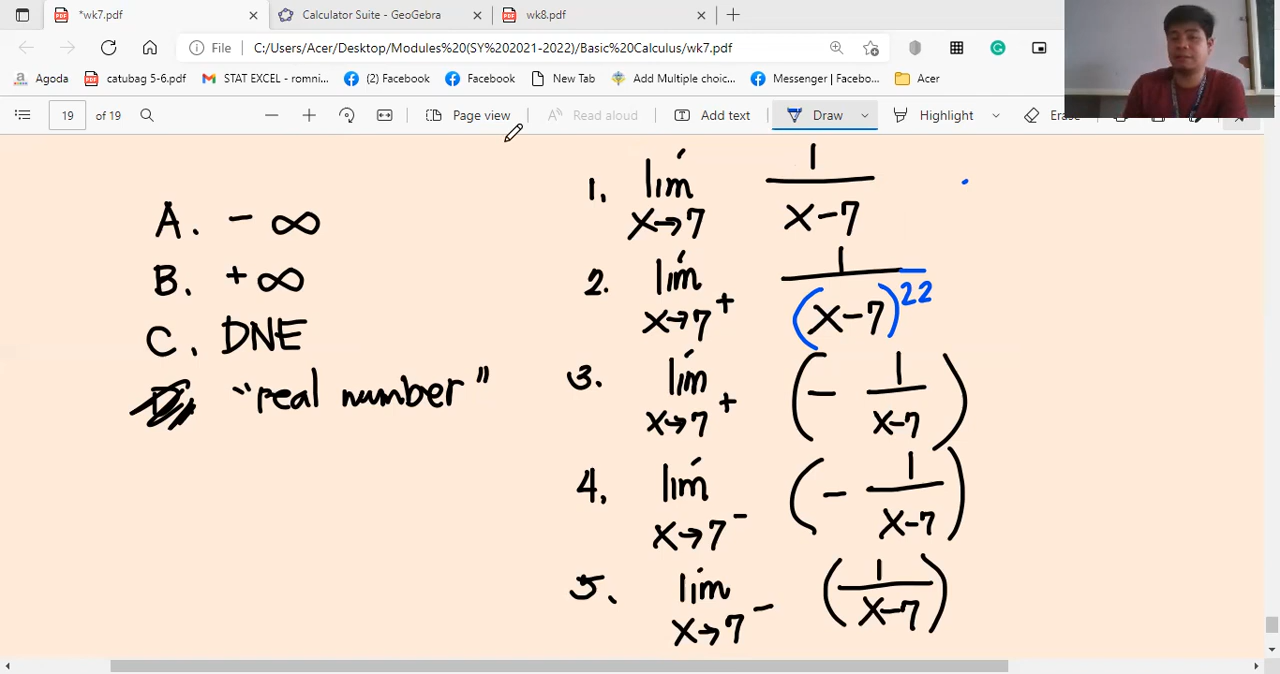 *wk7.pdf
Calculator Suite - GeoGebra
wk8.pdf
File
C:/Users/Acer/Desktop/Modules%20(SY%202021-2022)/Basic%20Calculus/wk7.pdf
Agoda
catubag 5-6.pdf
STAT EXCEL - romni...
(2) Facebook
Facebook
New Tab
Add Multiple choic...
Messenger | Facebo...
Acer
19 of 19
Page view
Read aloud
Add text
Draw
Highlight
A. - ∞
B. + ∞
C. DNE
"real number"
1. lim x→7 1/(x-7)
2. lim x→7⁺ 1/(x-7)²²
3. lim x→7⁺ (- 1/(x-7))
4. lim x→7⁻ (- 1/(x-7))
5. lim x→7⁻ (1/(x-7))